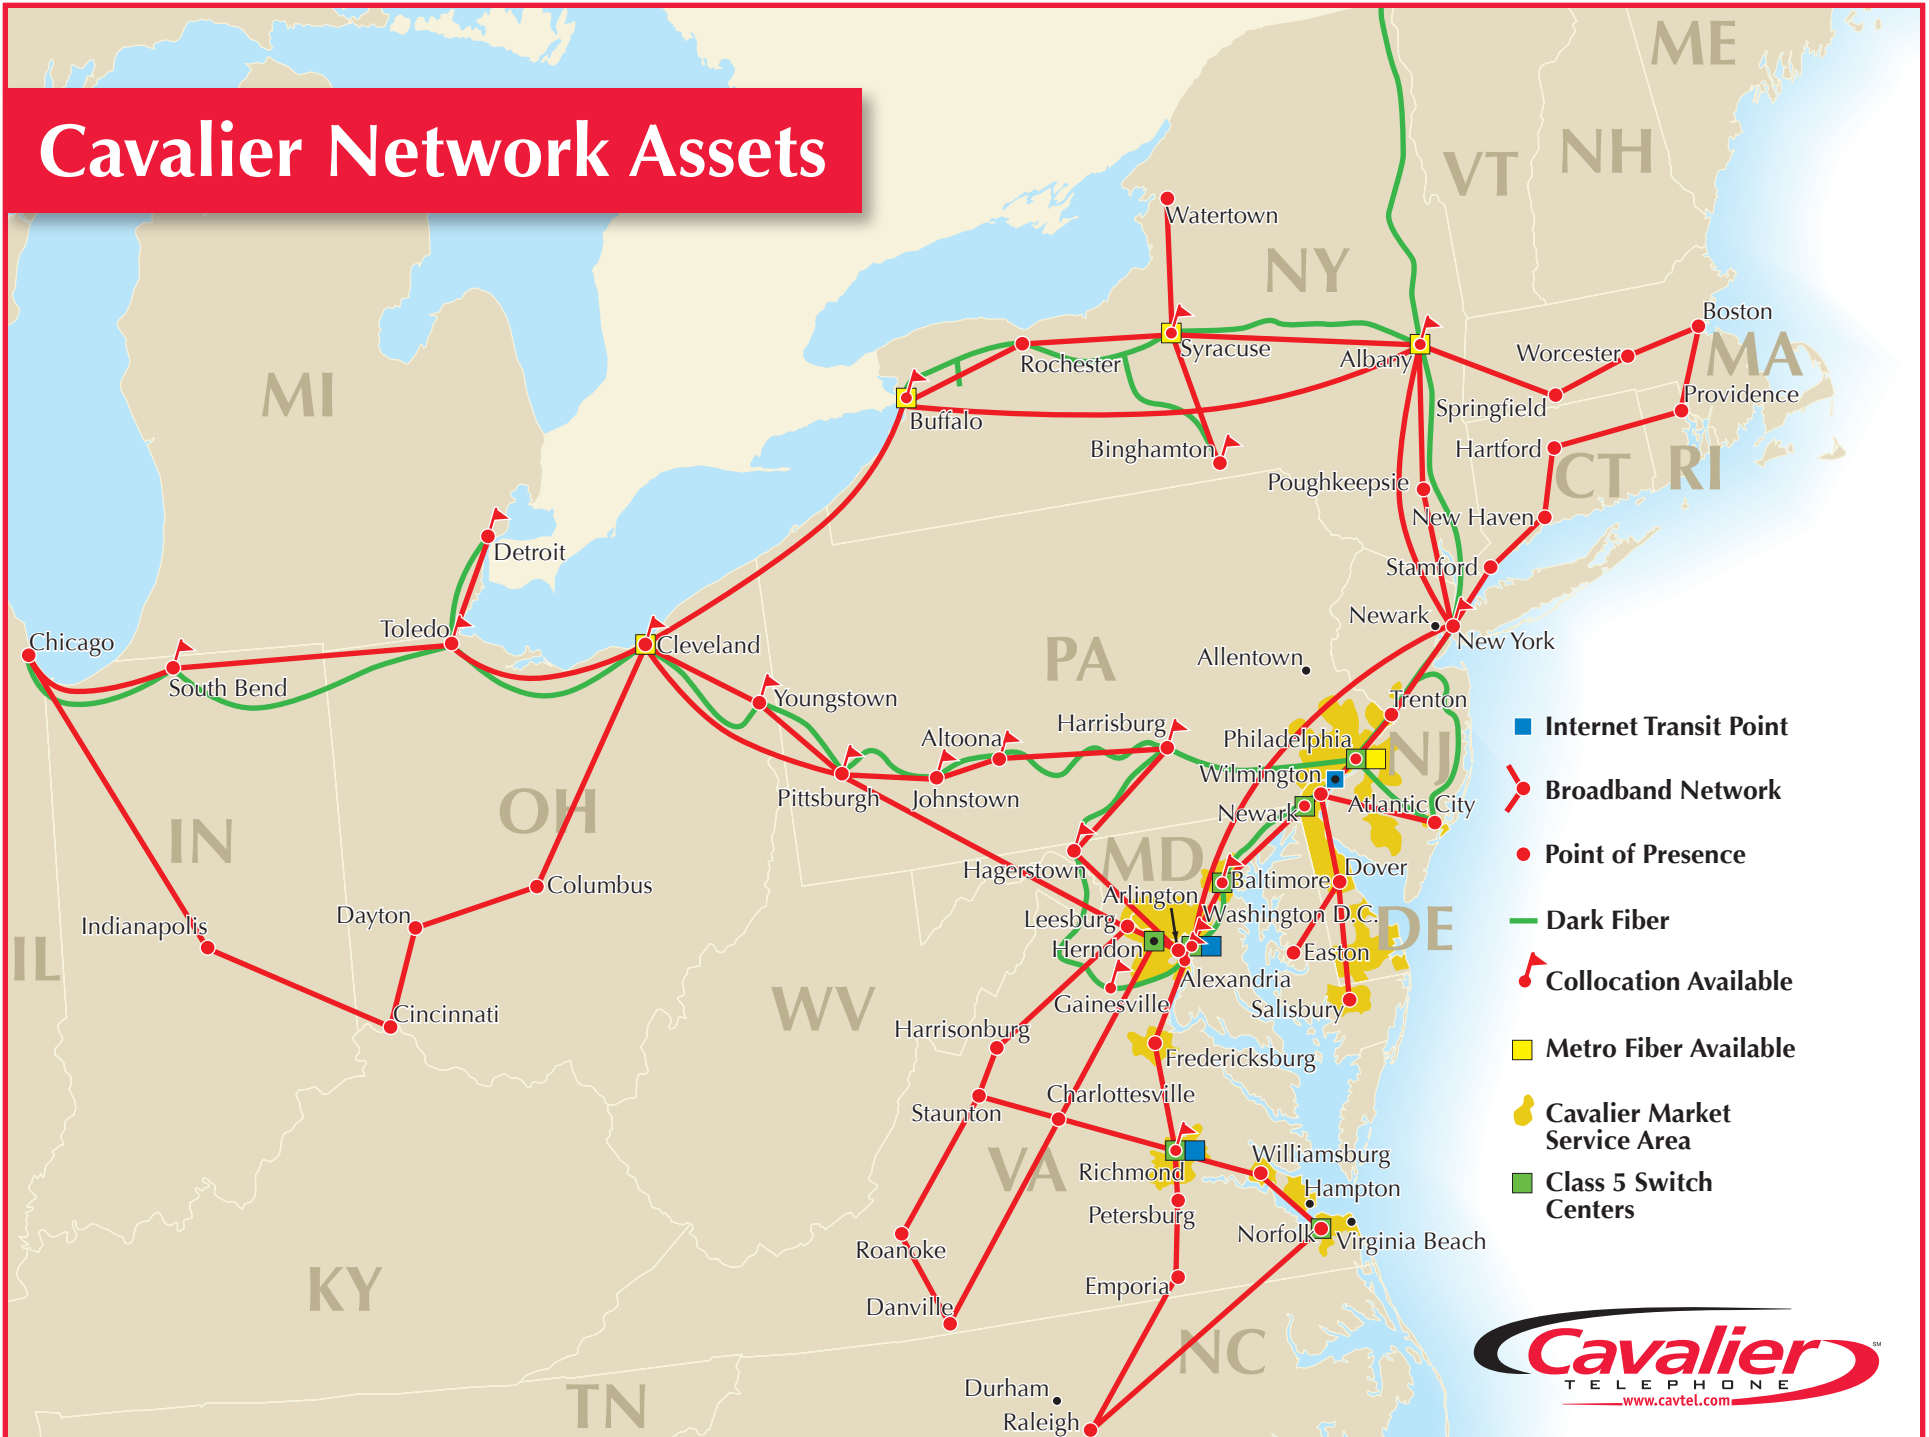 Cavalier Network Assets
ME
VT
NH
NY
MI
MA
CT
RI
PA
NJ
OH
IN
MD
DE
IL
WV
VA
KY
NC
TN
Watertown
Boston
Syracuse
Albany
Worcester
Rochester
Springfield
Providence
Buffalo
Binghamton
Hartford
Poughkeepsie
New Haven
Detroit
Stamford
Newark
New York
Toledo
Chicago
Cleveland
Allentown
South Bend
Youngstown
Trenton
Harrisburg
Altoona
Philadelphia
Wilmington
Pittsburgh
Johnstown
Newark
Atlantic City
Hagerstown
Dover
Baltimore
Columbus
Arlington
Dayton
Leesburg
Washington D.C.
Indianapolis
Herndon
Easton
Alexandria
Gainesville
Salisbury
Cincinnati
Harrisonburg
Fredericksburg
Charlottesville
Staunton
Williamsburg
Richmond
Hampton
Petersburg
Norfolk
Virginia Beach
Roanoke
Emporia
Danville
Durham
Raleigh
Internet Transit Point
Broadband Network
Point of Presence
Dark Fiber
Collocation Available
Metro Fiber Available
Cavalier Market
Service Area
Class 5 Switch
Centers
Cavalier SM
TELEPHONE
www.cavtel.com